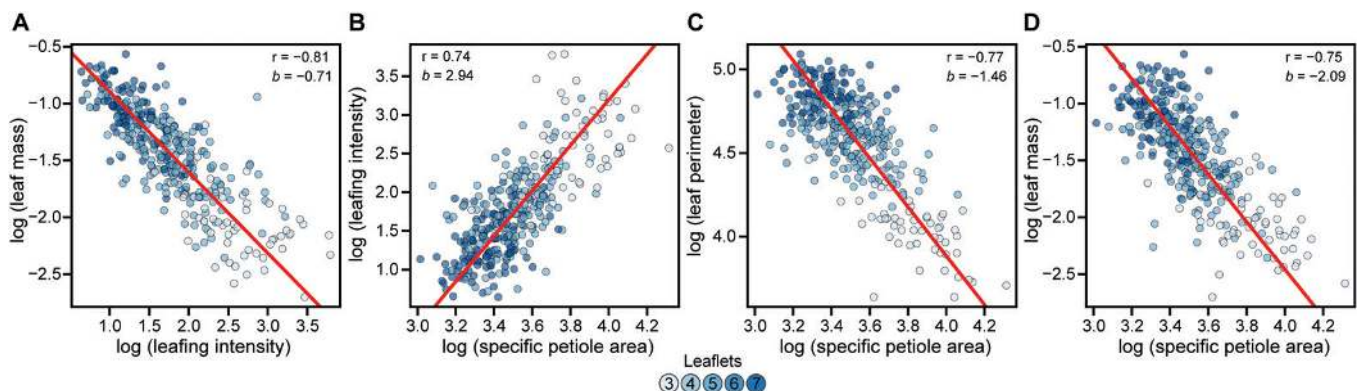 A
r = −0.81
b = −0.71
−0.5
−1.0
−1.5
−2.0
−2.5
log (leaf mass)
1.0 1.5 2.0 2.5 3.0 3.5
log (leafing intensity)
B
r = 0.74
b = 2.94
3.5
3.0
2.5
2.0
1.5
1.0
log (leafing intensity)
3.0 3.2 3.4 3.6 3.8 4.0 4.2
log (specific petiole area)
C
r = −0.77
b = −1.46
5.0
4.5
4.0
log (leaf perimeter)
3.0 3.2 3.4 3.6 3.8 4.0 4.2
log (specific petiole area)
D
r = −0.75
b = −2.09
−0.5
−1.0
−1.5
−2.0
−2.5
log (leaf mass)
3.0 3.2 3.4 3.6 3.8 4.0 4.2
log (specific petiole area)
Leaflets
3 4 5 6 7